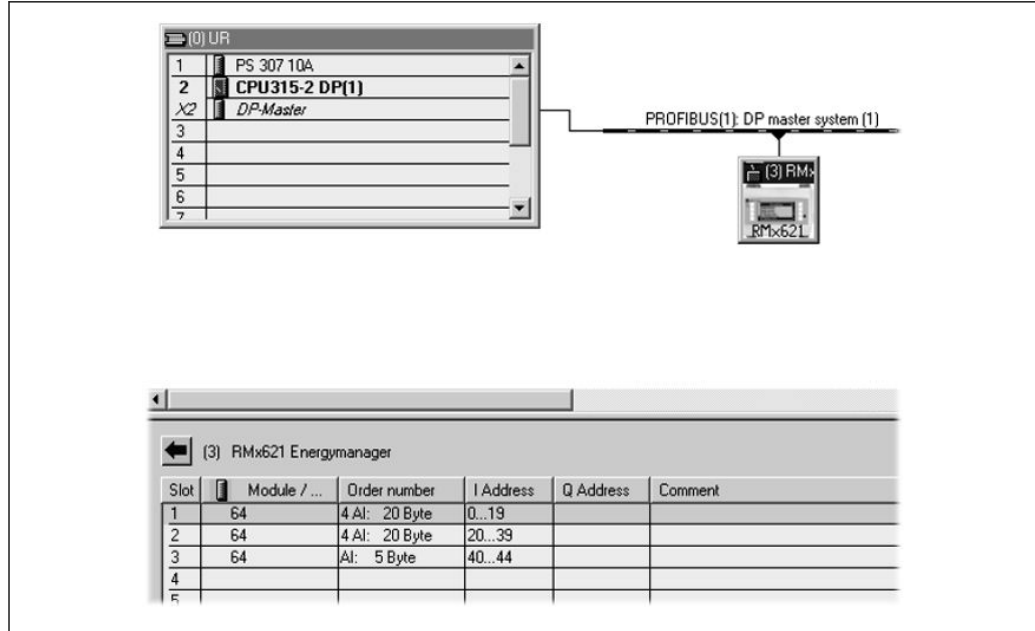 (0) UR
1 PS 307 10A
2 CPU315-2 DP(1)
X2 DP-Master
3
4
5
6
7
PROFIBUS(1): DP master system (1)
(3) RMx
RMx621
(3) RMx621 Energymanager
Slot Module / ... Order number I Address Q Address Comment
1 64 4 AI: 20 Byte 0...19
2 64 4 AI: 20 Byte 20...39
3 64 AI: 5 Byte 40...44
4
5